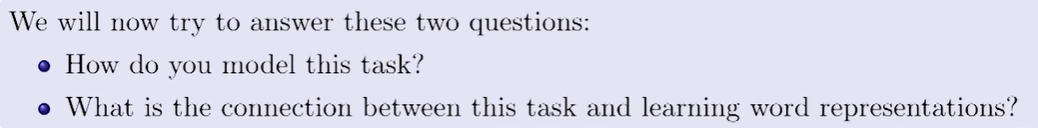 We will now try to answer these two questions:
How do you model this task?
What is the connection between this task and learning word representations?